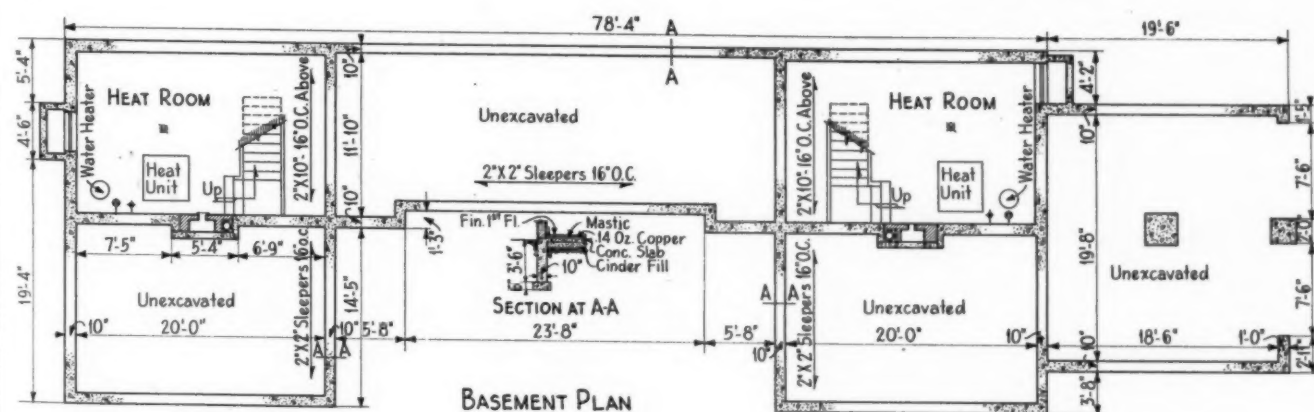 78'-4"
A
A
19'-6"
5'-4"
4'-6"
19'-4"
HEAT ROOM
Water Heater
Heat
Unit
Up
2"X10"-16"O.C. Above
10"
11'-10"
10"
Unexcavated
2"X2" Sleepers 16"O.C.
HEAT ROOM
2"X10"-16"O.C. Above
Heat
Unit
Up
Water Heater
4'-2"
10"
7'-6"
19'-8"
7'-6"
Unexcavated
7'-5"
5'-4"
6'-9"
Unexcavated
10"
20'-0"
2"X2" Sleepers 16"o.c.
A A
1'-3"
14'-5"
Fin. 1st Fl.
Mastic
14 Oz. Copper
Conc. Slab
Cinder Fill
3'-6"
10"
SECTION AT A-A
10"
5'-8"
23'-8"
5'-8"
10"
A A
2"X2" Sleepers 16"O.C.
Unexcavated
20'-0"
10"
10"
18'-6"
1'-0"
2'-11"
3'-8"
BASEMENT PLAN